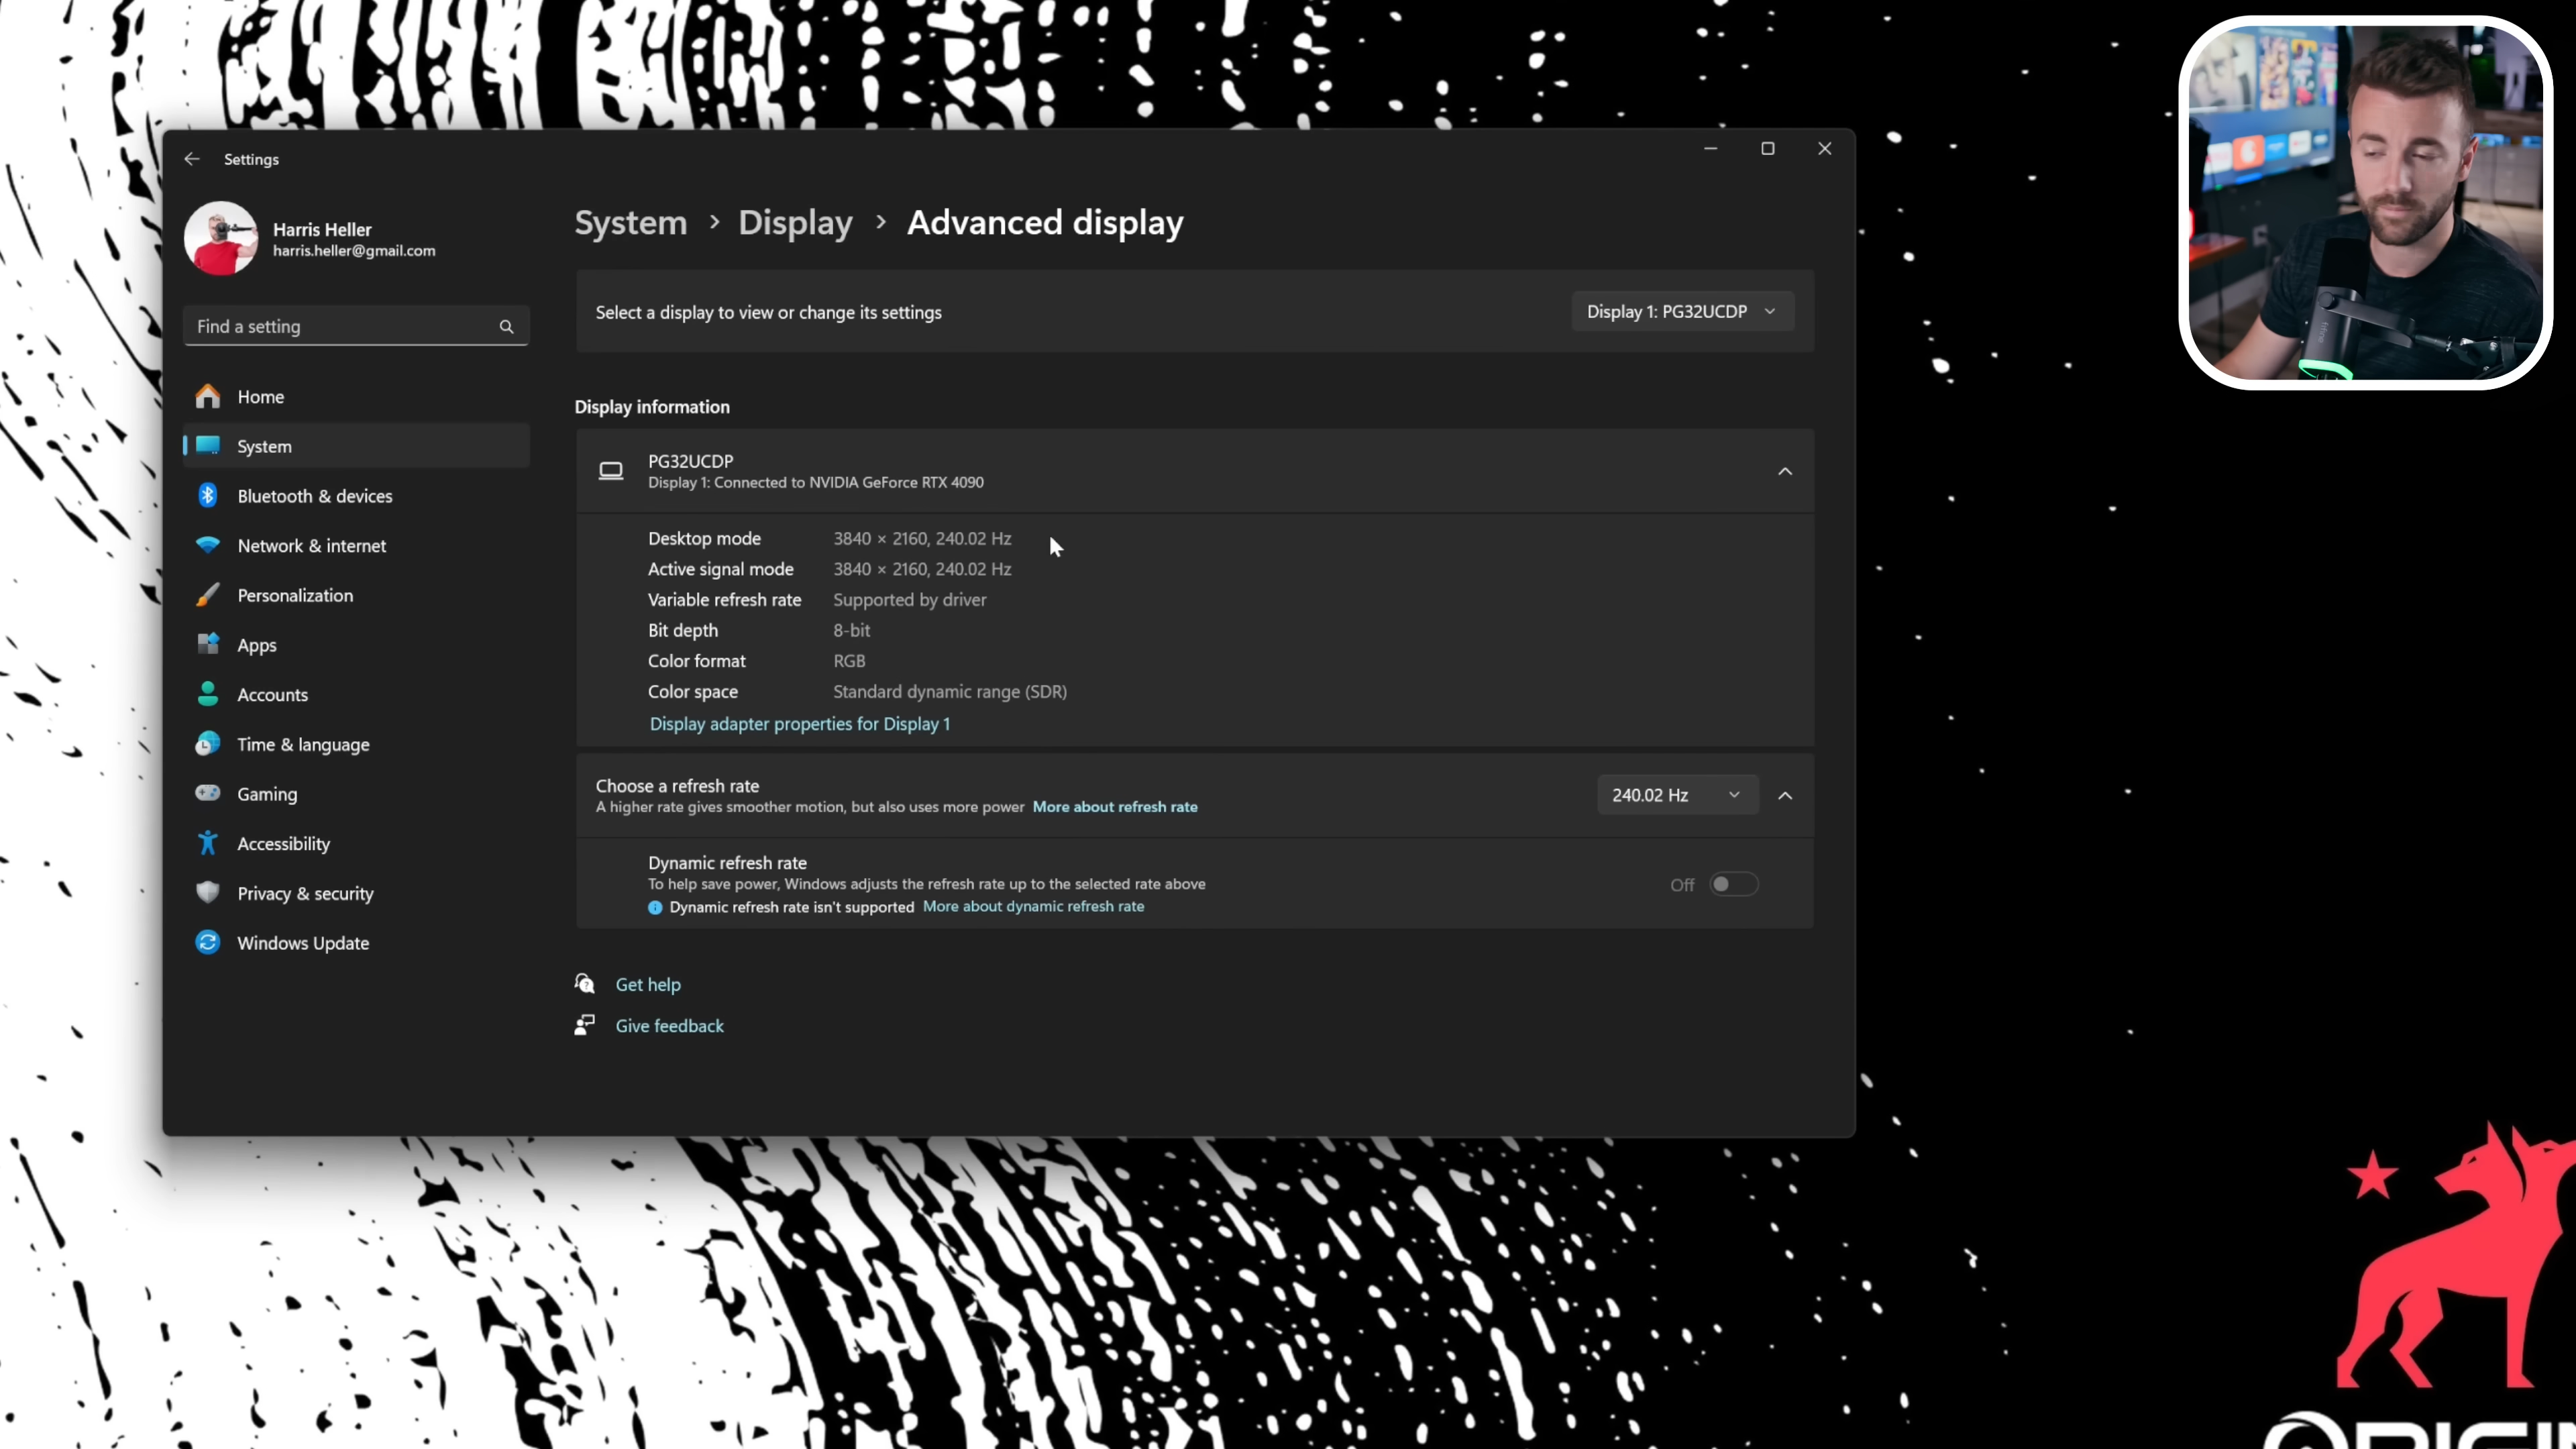 Settings
Harris Heller
harris.heller@gmail.com
Find a setting
Home
System
Bluetooth & devices
Network & internet
Personalization
Apps
Accounts
Time & language
Gaming
Accessibility
Privacy & security
Windows Update
System > Display > Advanced display
Select a display to view or change its settings
Display 1: PG32UCDP
Display information
PG32UCDP
Display 1: Connected to NVIDIA GeForce RTX 4090
Desktop mode 3840 × 2160, 240.02 Hz
Active signal mode 3840 × 2160, 240.02 Hz
Variable refresh rate Supported by driver
Bit depth 8-bit
Color format RGB
Color space Standard dynamic range (SDR)
Display adapter properties for Display 1
Choose a refresh rate
A higher rate gives smoother motion, but also uses more power More about refresh rate
240.02 Hz
Dynamic refresh rate
To help save power, Windows adjusts the refresh rate up to the selected rate above
Dynamic refresh rate isn't supported More about dynamic refresh rate
Off
Get help
Give feedback